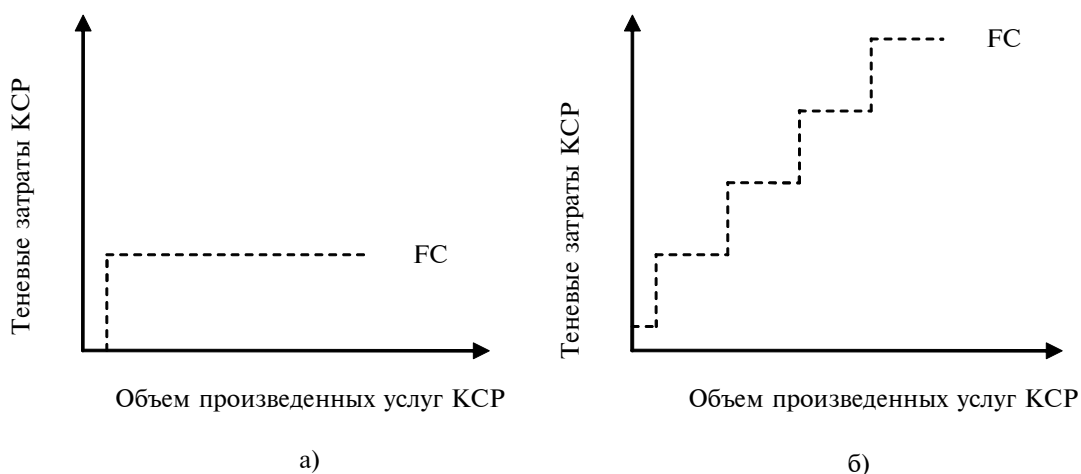 Теневые затраты КСР
FC
Объем произведенных услуг КСР
а)
Теневые затраты КСР
FC
Объем произведенных услуг КСР
б)